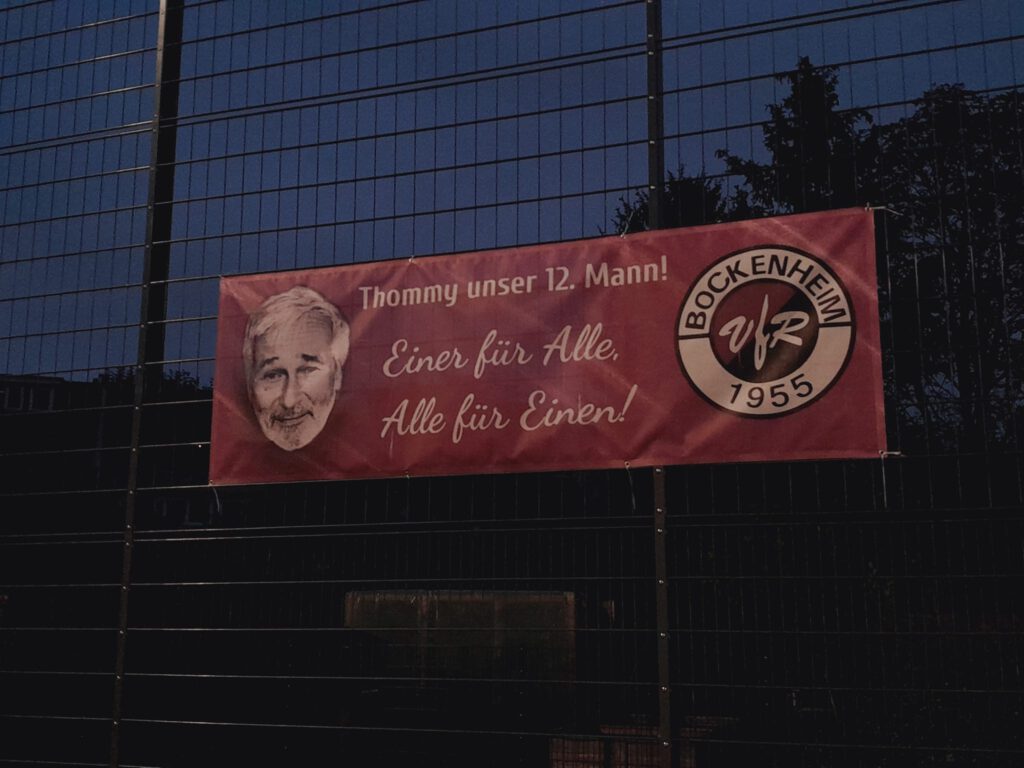 Thommy unser 12. Mann!
Einer für Alle,
Alle für Einen!
BOCKENHEIM
VfR
1955